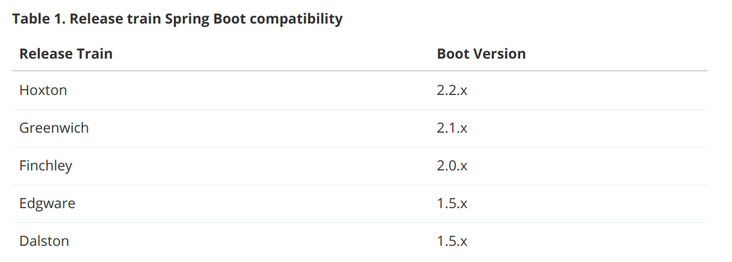 Table 1. Release train Spring Boot compatibility
Release Train Boot Version
Hoxton 2.2.x
Greenwich 2.1.x
Finchley 2.0.x
Edgware 1.5.x
Dalston 1.5.x